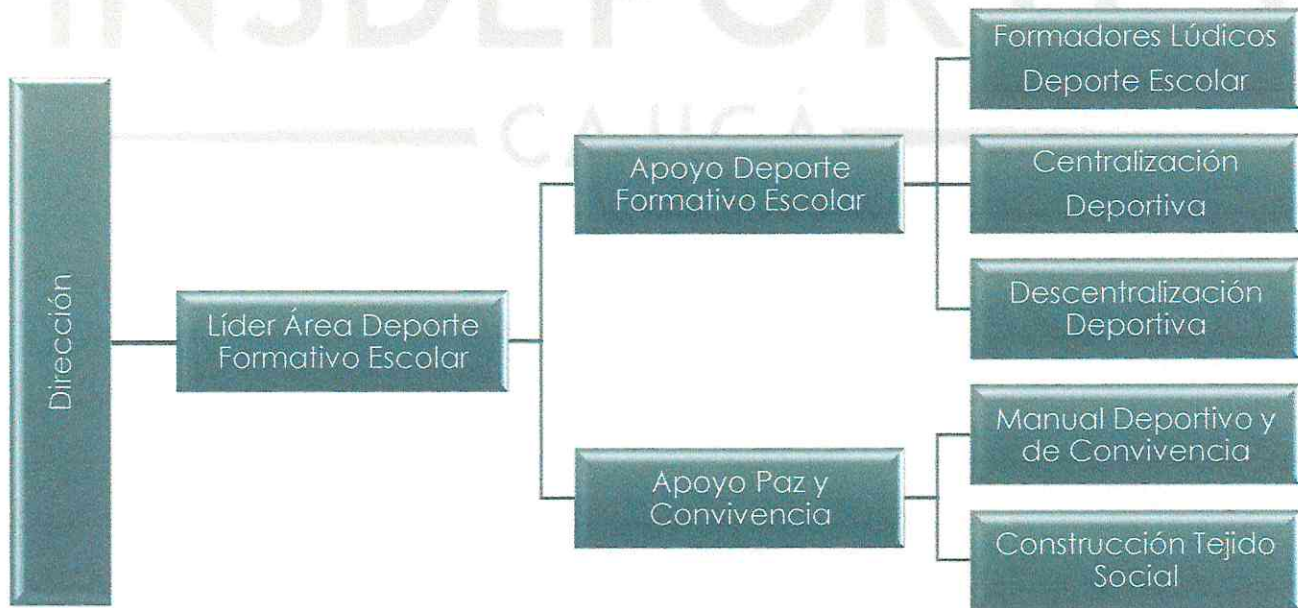 INDEPORTES
CAUCA
Dirección
Líder Área Deporte
Formativo Escolar
Apoyo Deporte
Formativo Escolar
Formadores Lúdicos
Deporte Escolar
Centralización
Deportiva
Descentralización
Deportiva
Apoyo Paz y
Convivencia
Manual Deportivo y
de Convivencia
Construcción Tejido
Social